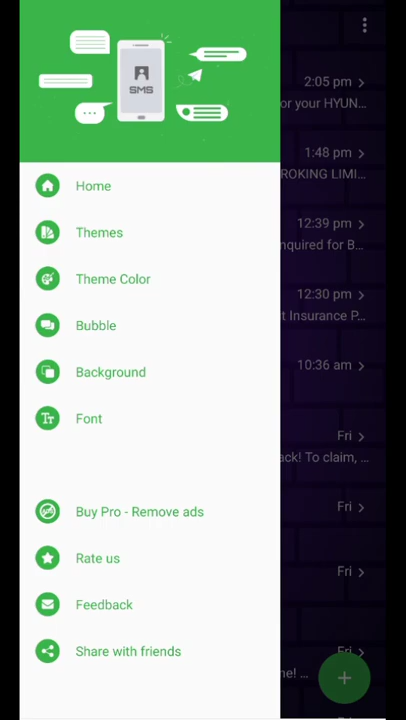 SMS
Home
Themes
Theme Color
Bubble
Background
Font
Buy Pro - Remove ads
Rate us
Feedback
Share with friends
2:05 pm
or your HYUN...
1:48 pm
ROKING LIMI...
12:39 pm
nquired for B...
12:30 pm
t Insurance P...
10:36 am
Fri
ack! To claim, ...
Fri
Fri
Fri
ne! ...